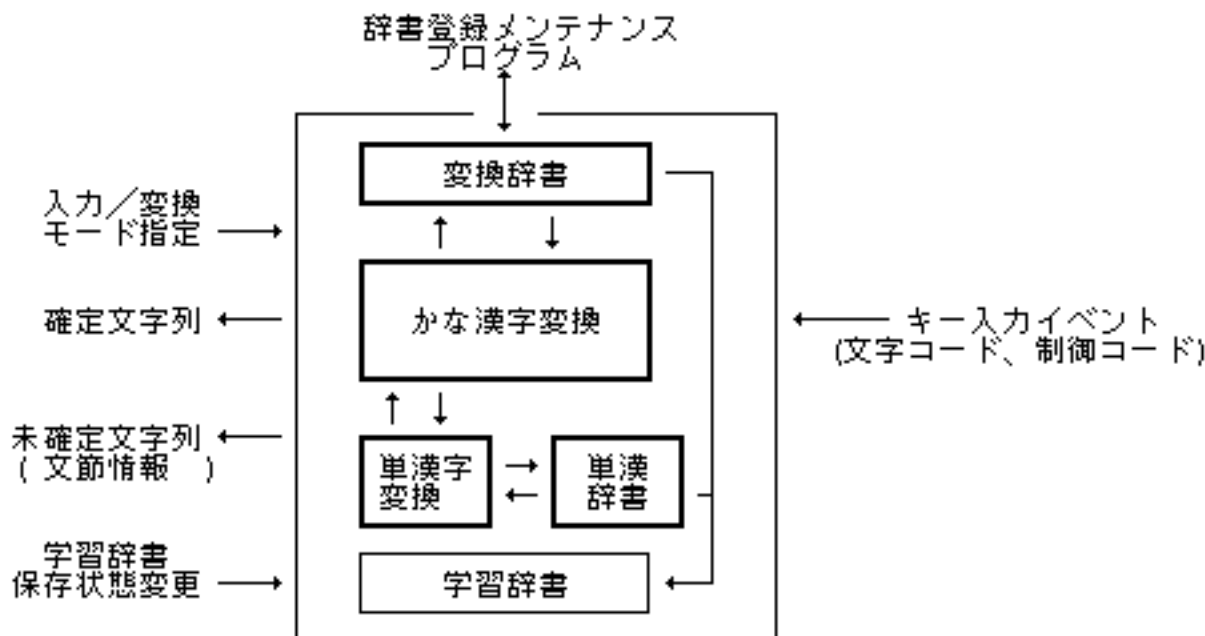 辞書登録メンテナンス
プログラム
変換辞書
入力／変換
モード指定
確定文字列
かな漢字変換
キー入力イベント
(文字コード、制御コード)
未確定文字列
( 文節情報 )
単漢字
変換
単漢
辞書
学習辞書
保存状態変更
学習辞書